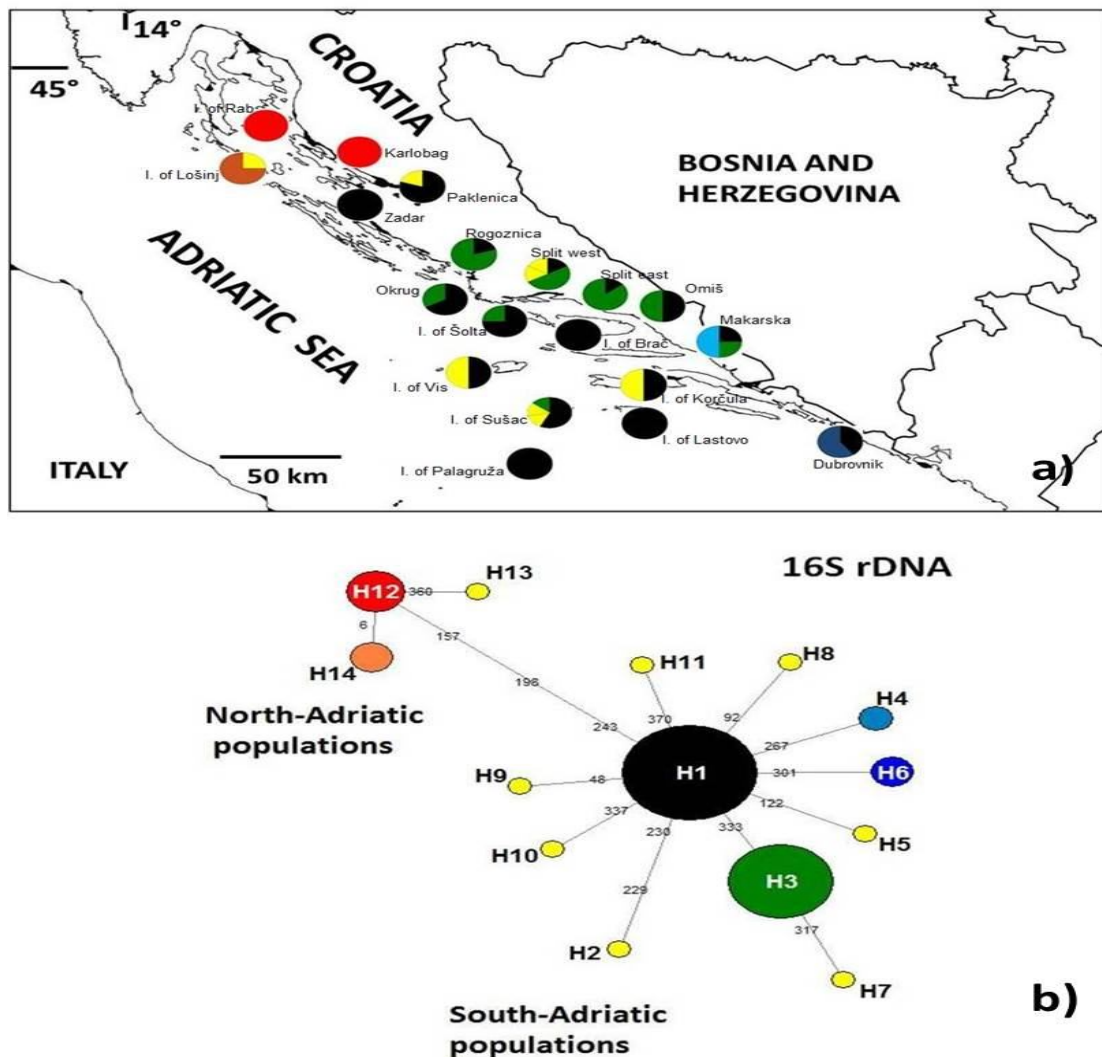 14°
45°
CROATIA
I. of Rab
Karlobag
BOSNIA AND
HERZEGOVINA
I. of Lošinj
Paklenica
Zadar
ADRIATIC SEA
Rogoznica
Split west
Split east
Okrug
Omiš
Makarska
I. of Šolta
I. of Brač
I. of Vis
I. of Korčula
I. of Sušac
I. of Lastovo
ITALY
50 km
I. of Palagruža
Dubrovnik
a)
16S rDNA
H12
360
H13
6
157
H14
198
243
North-Adriatic
populations
H11
370
H8
92
H4
267
H1
H6
301
H9
48
122
H5
337
H10
230
333
H3
229
H2
317
H7
South-Adriatic
populations
b)